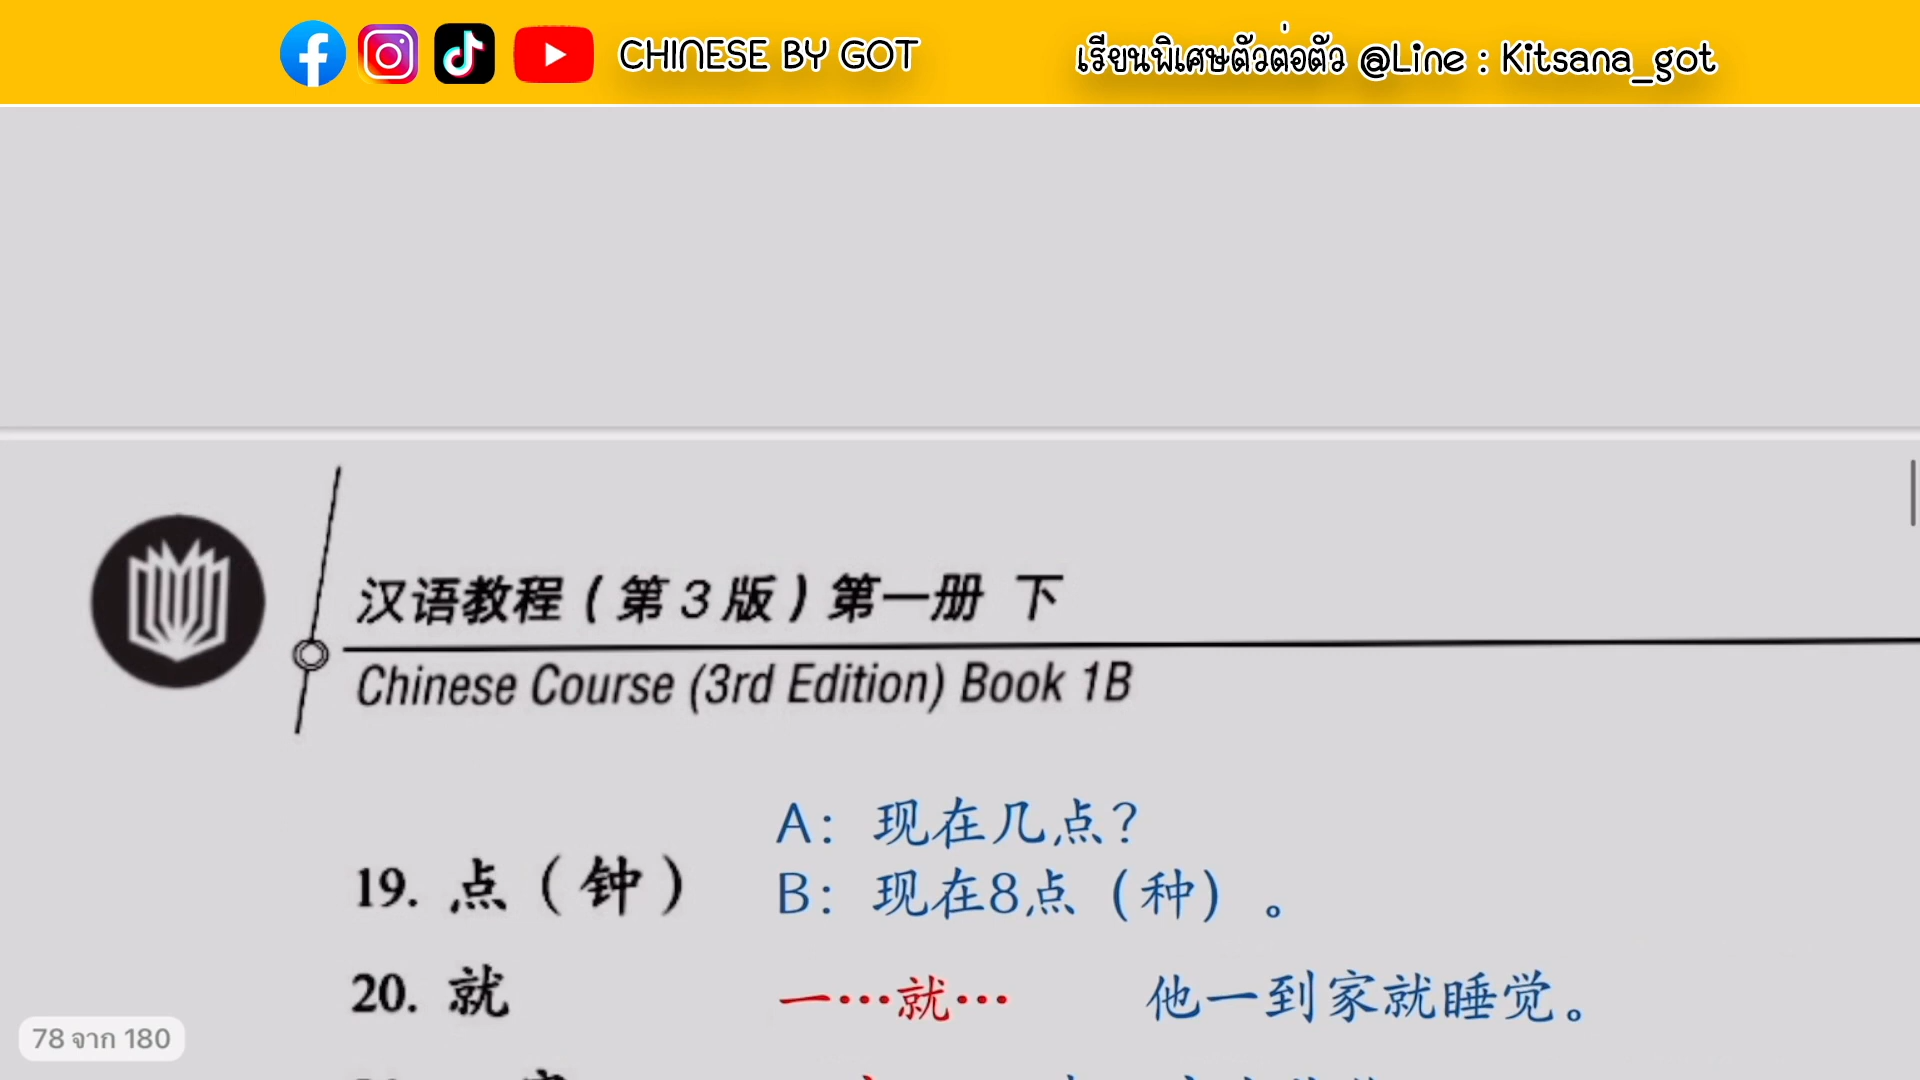 CHINESE BY GOT
เรียนพิเศษตัวต่อตัว @Line : Kitsana_got
汉语教程(第3版)第一册 下
Chinese Course (3rd Edition) Book 1B
A: 现在几点?
19. 点(钟)
B: 现在8点(种)。
20. 就 一…就… 他一到家就睡觉。
78 จาก 180